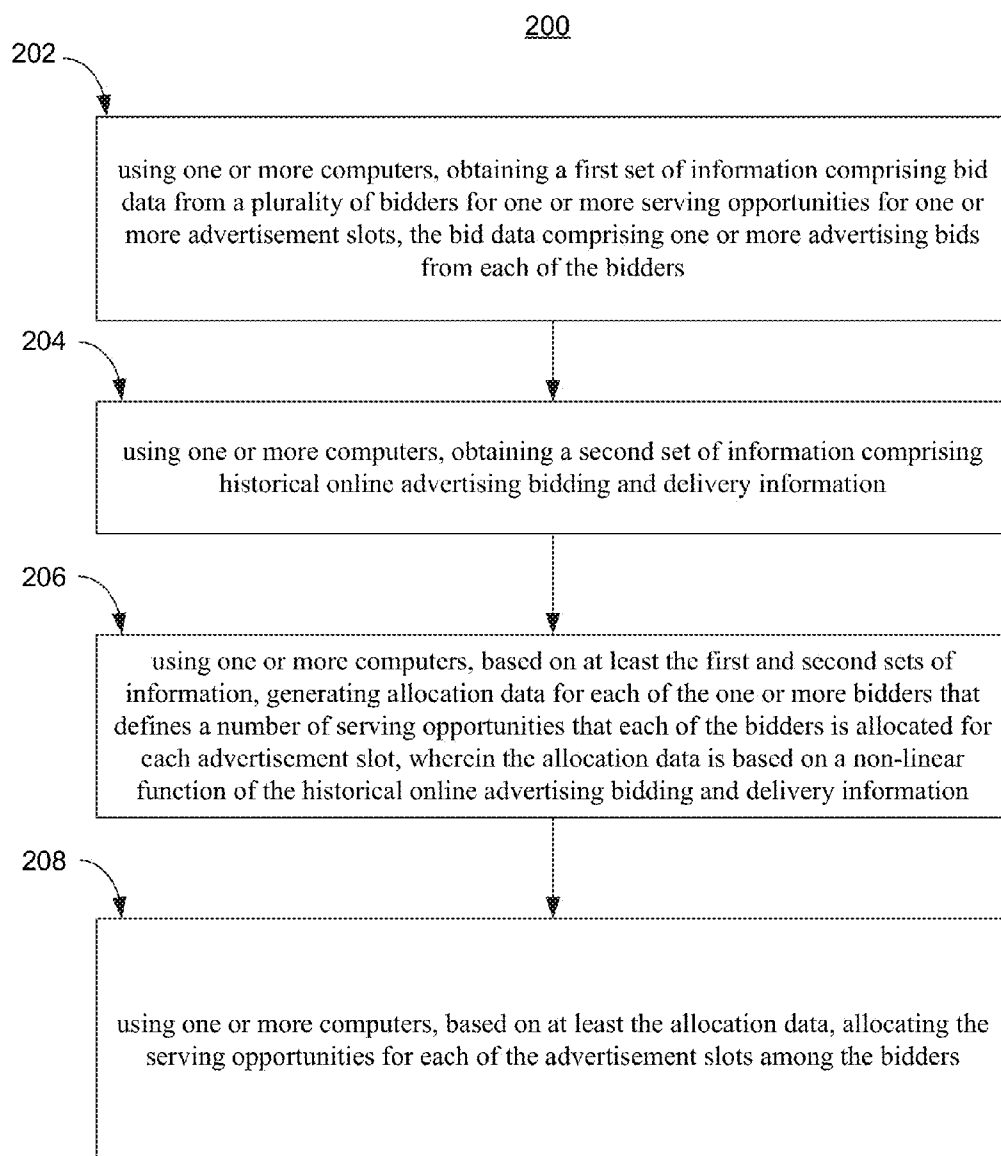 200
202
using one or more computers, obtaining a first set of information comprising bid
data from a plurality of bidders for one or more serving opportunities for one or
more advertisement slots, the bid data comprising one or more advertising bids
from each of the bidders
204
using one or more computers, obtaining a second set of information comprising
historical online advertising bidding and delivery information
206
using one or more computers, based on at least the first and second sets of
information, generating allocation data for each of the one or more bidders that
defines a number of serving opportunities that each of the bidders is allocated for
each advertisement slot, wherein the allocation data is based on a non-linear
function of the historical online advertising bidding and delivery information
208
using one or more computers, based on at least the allocation data, allocating the
serving opportunities for each of the advertisement slots among the bidders